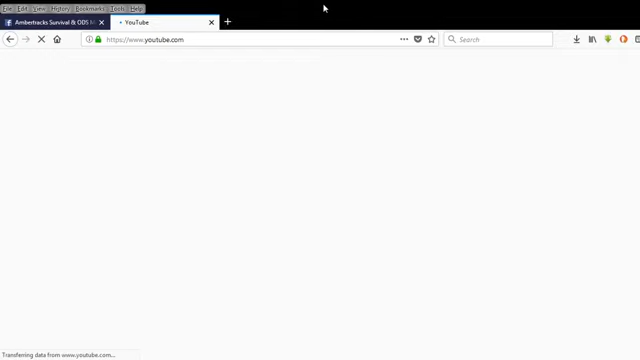 File Edit View History Bookmarks Tools Help
Ambertracks Survival & ODS M
YouTube
https://www.youtube.com
Search
Transferring data from www.youtube.com...